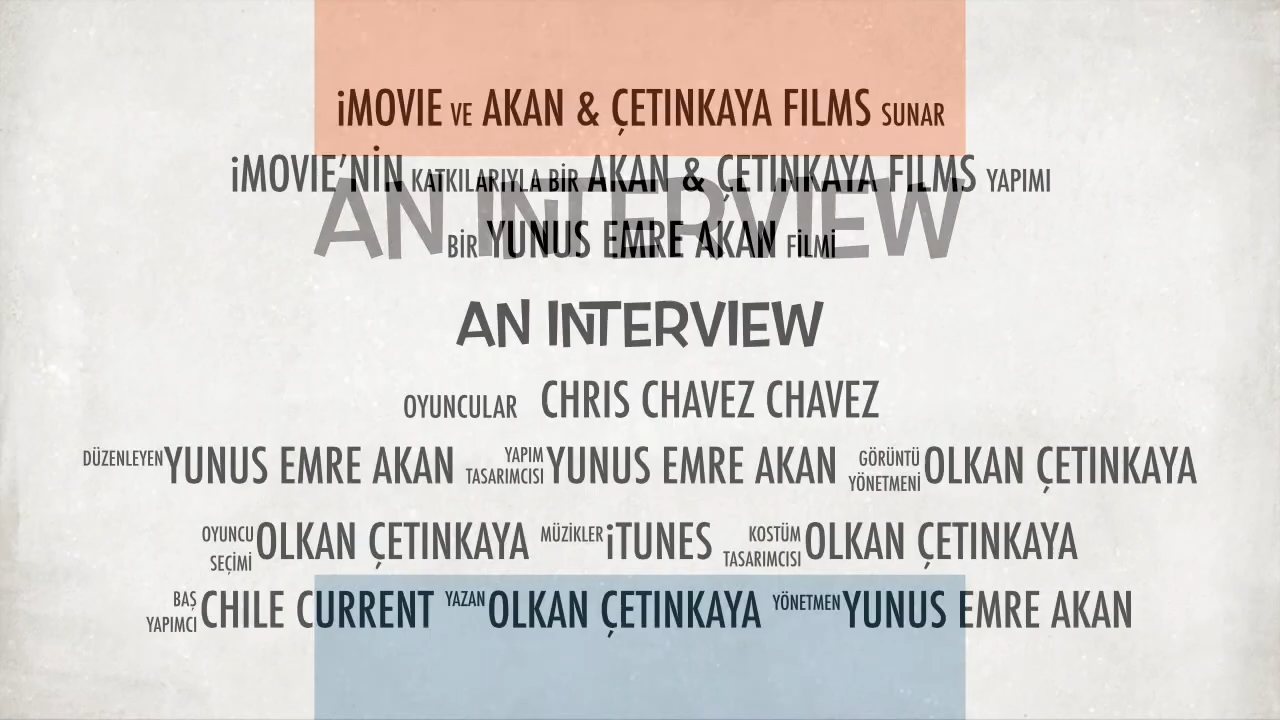 iMOVIE VE AKAN & ÇETINKAYA FILMS SUNAR
iMOVIE’NİN KATKILARIYLA BİR AKAN & ÇETINKAYA FILMS YAPIMI
AN INTERVIEW
BİR YUNUS EMRE AKAN FİLMİ
AN INTERVIEW
OYUNCULAR CHRIS CHAVEZ CHAVEZ
DÜZENLEYEN YUNUS EMRE AKAN YAPIM TASARIMCISI YUNUS EMRE AKAN GÖRÜNTÜ YÖNETMENİ OLKAN ÇETINKAYA
OYUNCU SEÇİMİ OLKAN ÇETINKAYA MÜZİKLER iTUNES KOSTÜM TASARIMCISI OLKAN ÇETINKAYA
BAŞ YAPIMCI CHILE CURRENT YAZAN OLKAN ÇETINKAYA YÖNETMEN YUNUS EMRE AKAN